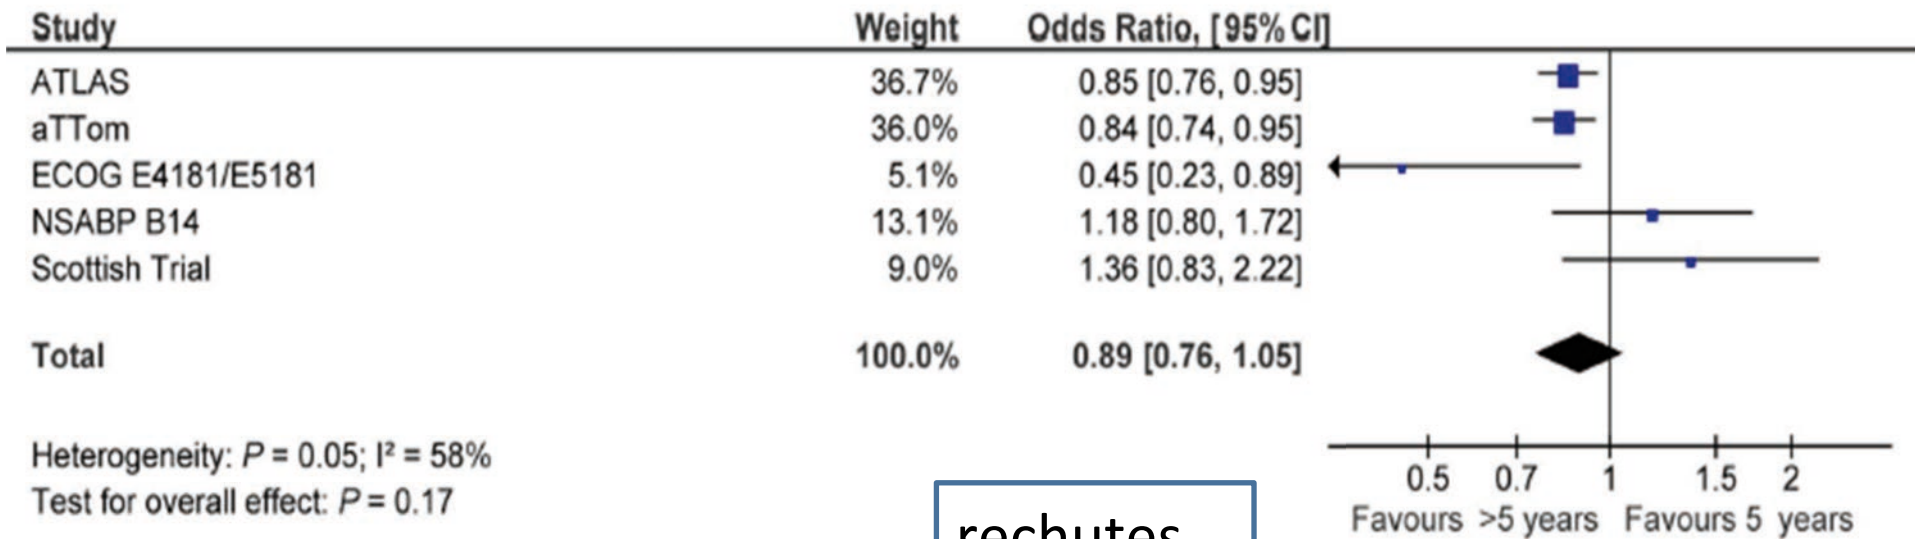 Study Weight Odds Ratio, [95% CI]
ATLAS 36.7% 0.85 [0.76, 0.95]
aTTom 36.0% 0.84 [0.74, 0.95]
ECOG E4181/E5181 5.1% 0.45 [0.23, 0.89]
NSABP B14 13.1% 1.18 [0.80, 1.72]
Scottish Trial 9.0% 1.36 [0.83, 2.22]
Total 100.0% 0.89 [0.76, 1.05]
Heterogeneity: P = 0.05; I² = 58%
Test for overall effect: P = 0.17
0.5 0.7 1 1.5 2
Favours >5 years Favours 5 years
rechutes